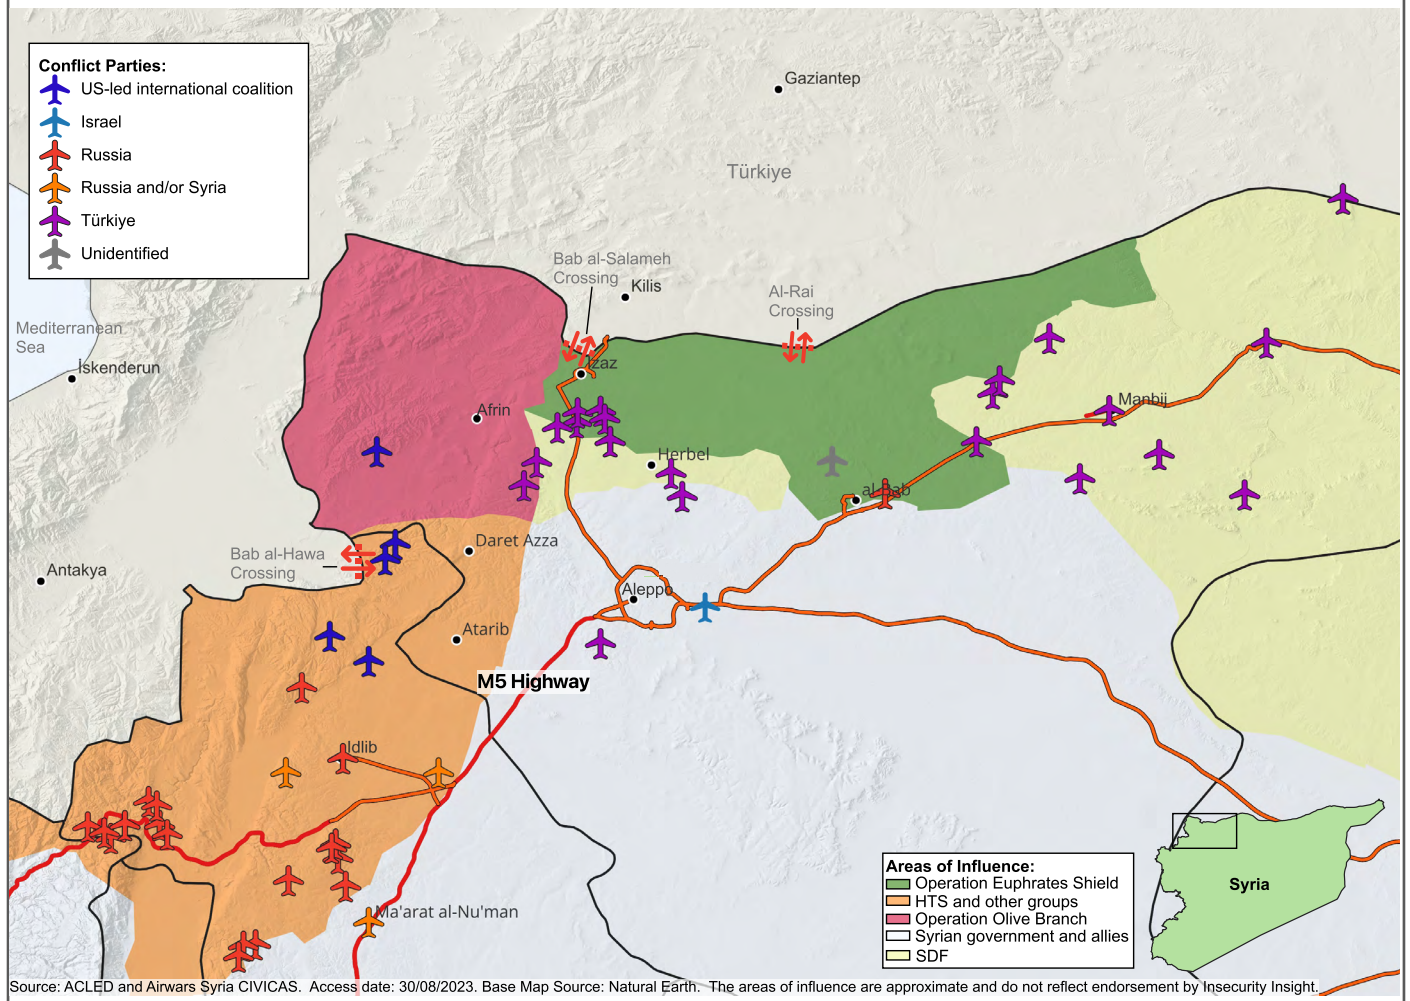 Conflict Parties:
US-led international coalition
Israel
Russia
Russia and/or Syria
Türkiye
Unidentified
Gaziantep
Türkiye
Bab al-Salameh
Crossing
Kilis
Al-Rai
Crossing
Mediterranean
Sea
İskenderun
Izaz
Afrin
Manbij
Herbel
al-Bab
Daret Azza
Bab al-Hawa
Crossing
Antakya
Aleppo
Atarib
M5 Highway
Idlib
Ma'arat al-Nu'man
Areas of Influence:
Operation Euphrates Shield
HTS and other groups
Operation Olive Branch
Syrian government and allies
SDF
Syria
Source: ACLED and Airwars Syria CIVICAS.  Access date: 30/08/2023. Base Map Source: Natural Earth.  The areas of influence are approximate and do not reflect endorsement by Insecurity Insight.